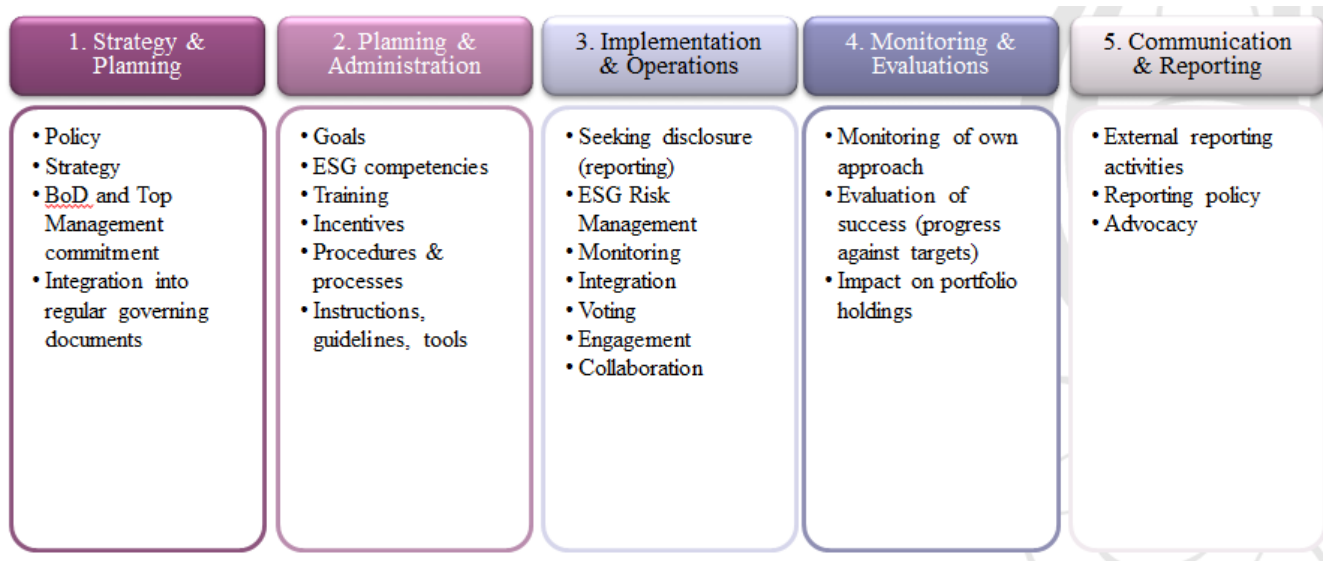 1. Strategy &
Planning
• Policy
• Strategy
• BoD and Top
Management
commitment
• Integration into
regular governing
documents
2. Planning &
Administration
• Goals
• ESG competencies
• Training
• Incentives
• Procedures &
processes
• Instructions,
guidelines, tools
3. Implementation
& Operations
• Seeking disclosure
(reporting)
• ESG Risk
Management
• Monitoring
• Integration
• Voting
• Engagement
• Collaboration
4. Monitoring &
Evaluations
• Monitoring of own
approach
• Evaluation of
success (progress
against targets)
• Impact on portfolio
holdings
5. Communication
& Reporting
• External reporting
activities
• Reporting policy
• Advocacy